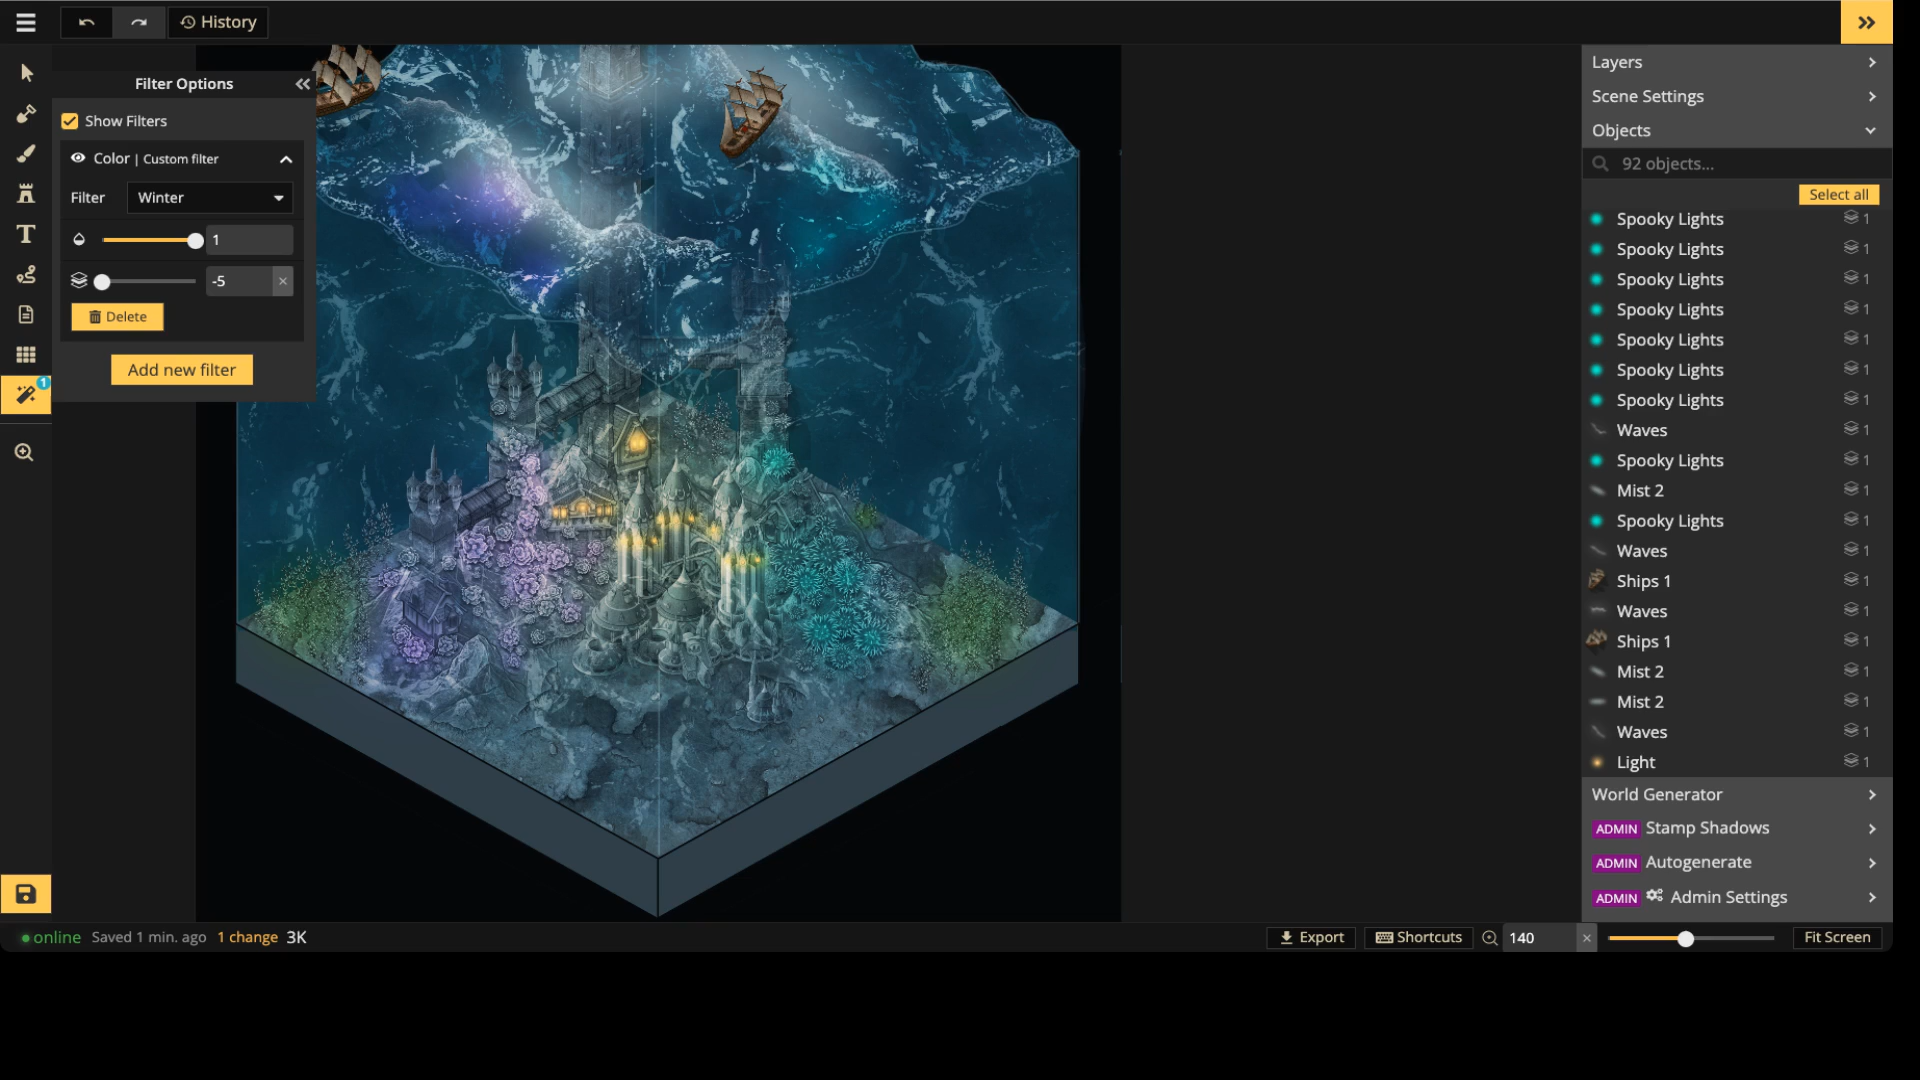 History
Filter Options
Show Filters
Color | Custom filter
Filter
Winter
1
-5
Delete
Add new filter
1
T
Layers
Scene Settings
Objects
92 objects...
Select all
Spooky Lights 1
Spooky Lights 1
Spooky Lights 1
Spooky Lights 1
Spooky Lights 1
Spooky Lights 1
Spooky Lights 1
Waves 1
Spooky Lights 1
Mist 2 1
Spooky Lights 1
Waves 1
Ships 1 1
Waves 1
Ships 1 1
Mist 2 1
Mist 2 1
Waves 1
Light 1
World Generator
ADMIN Stamp Shadows
ADMIN Autogenerate
ADMIN Admin Settings
online Saved 1 min. ago 1 change 3K
Export Shortcuts 140 Fit Screen